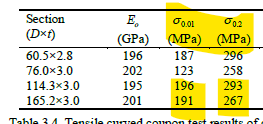 Section E₀ σ₀.₀₁ σ₀.₂
(D×t) (GPa) (MPa) (MPa)
60.5×2.8 196 187 296
76.0×3.0 202 123 258
114.3×3.0 195 196 293
165.2×3.0 201 191 267
Table 3.4 Tensile curved coupon test results of